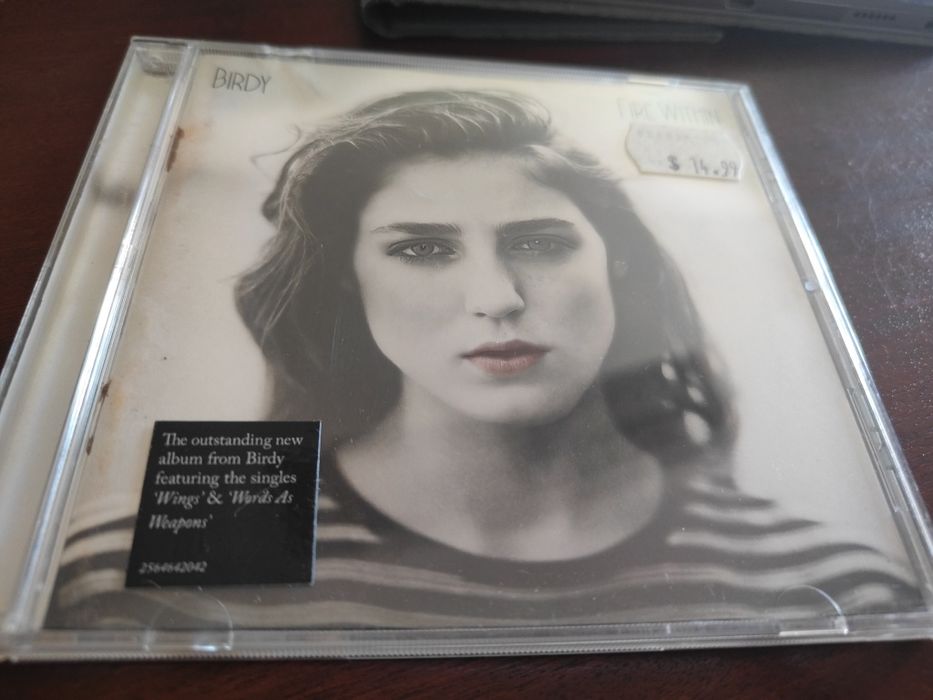 BIRDY
FIRE WITHIN
$ 14.99
The outstanding new
album from Birdy
featuring the singles
'Wings' & 'Words As
Weapons'
2564642042